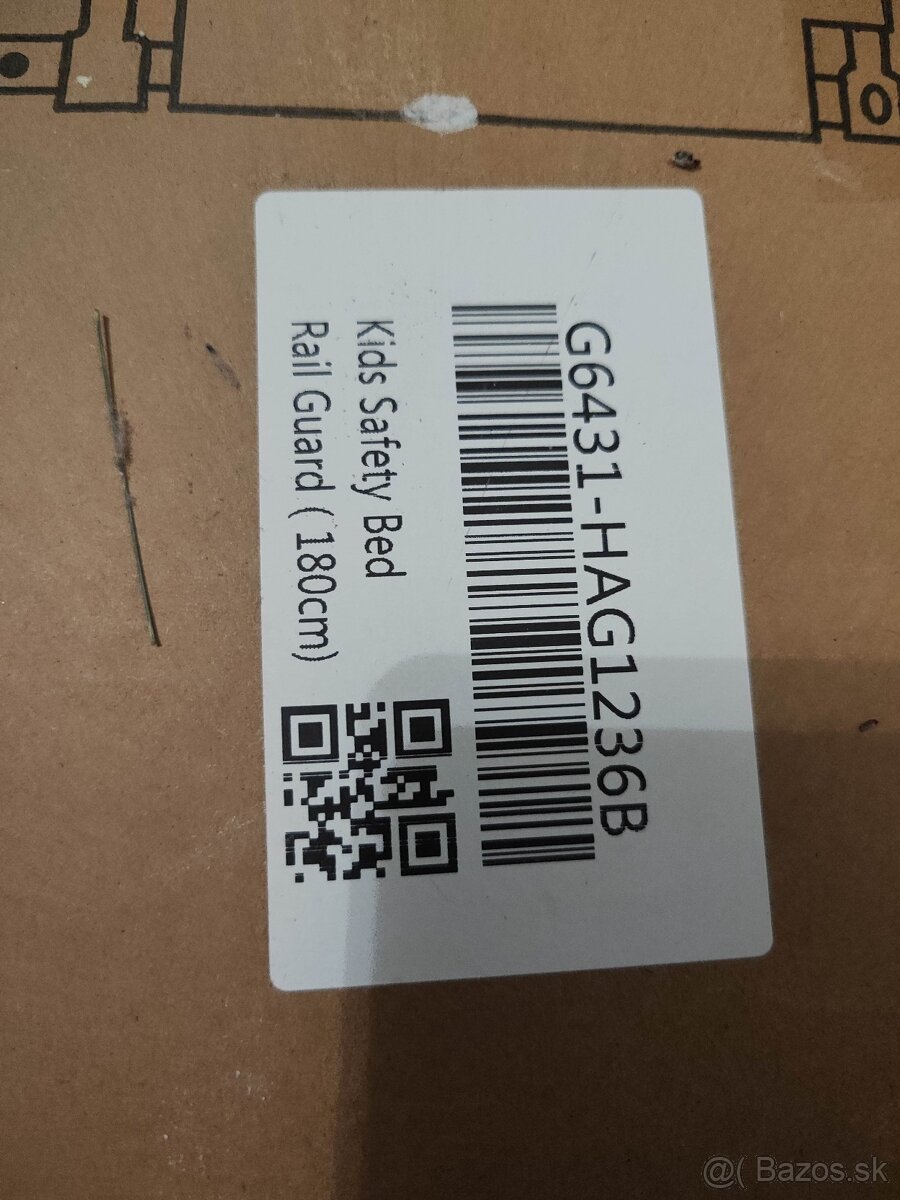 G6431-HAG1236B
Kids Safety Bed
Rail Guard ( 180cm)
@( Bazos.sk